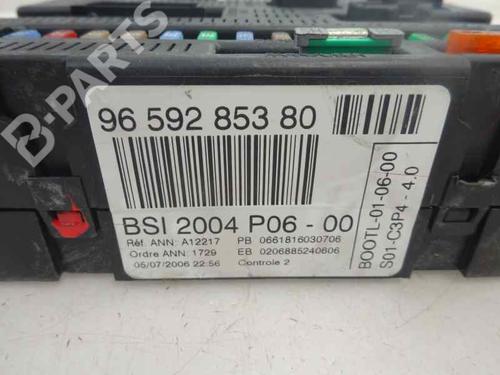 96 592 853 80
BSI 2004 P06 - 00
Réf. ANN: A12217 PB 0661816030706
Ordre ANN: 1729 EB 0206885240606
05/07/2006 22:56 Controle 2
BOOTL-01-06-00
S01-C3P4 - 4.0
B-PARTS
B-PARTS